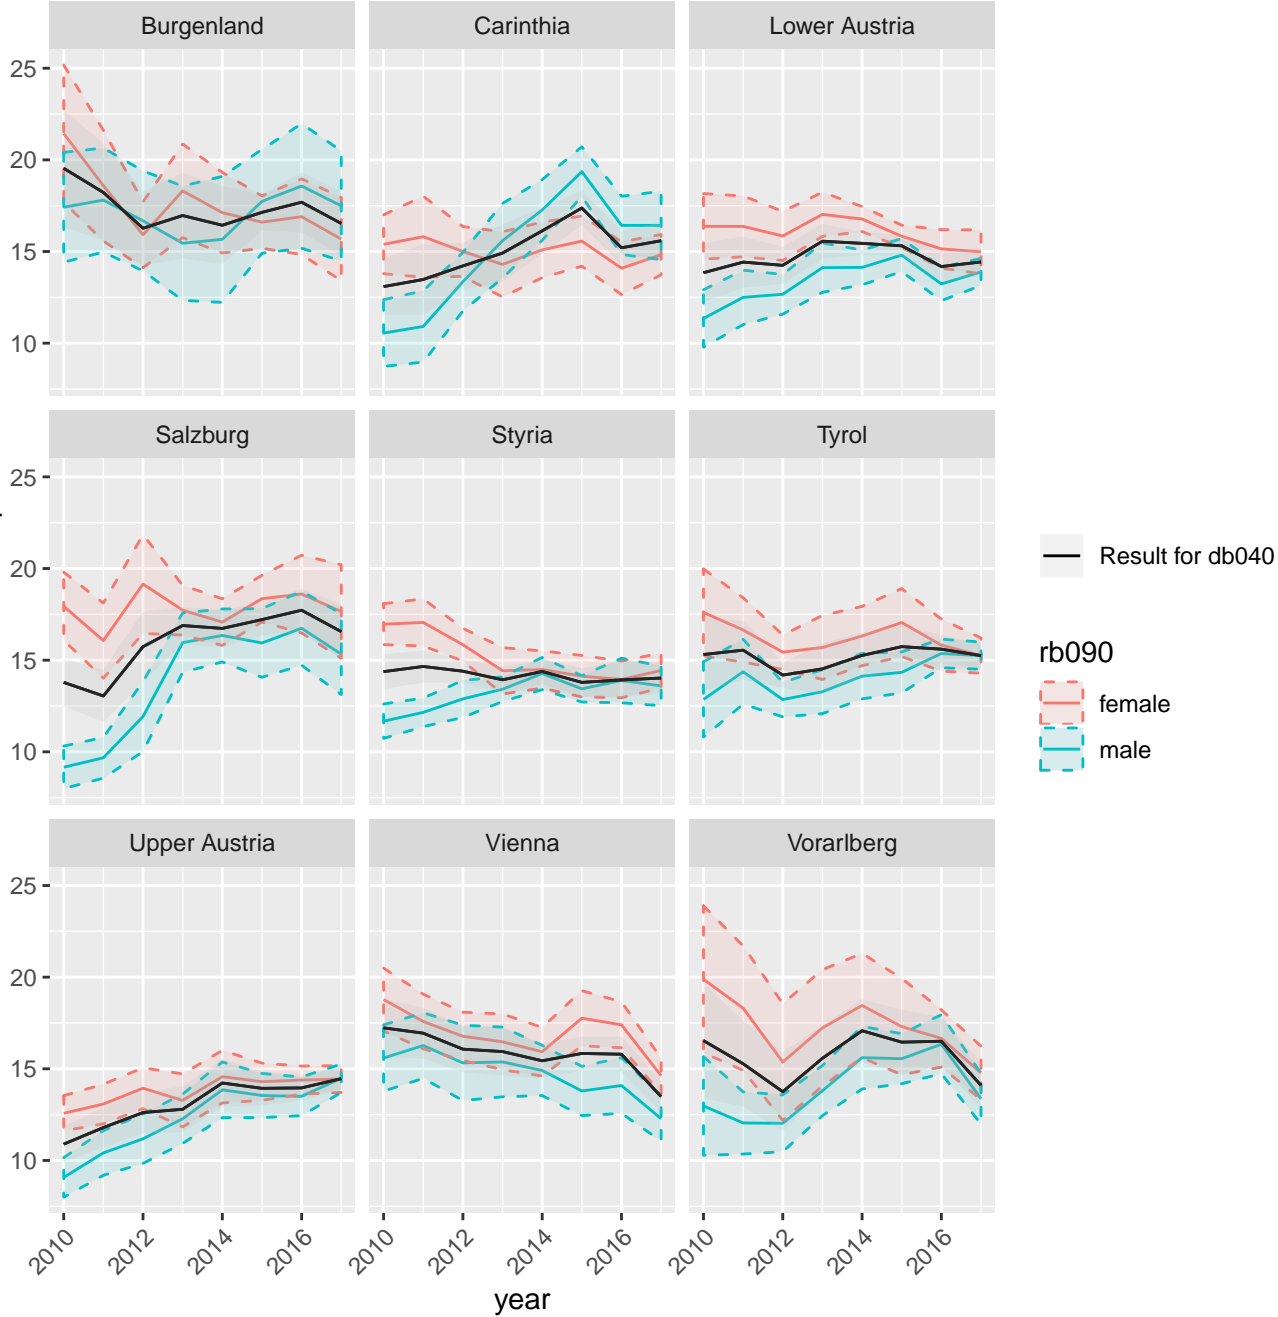 Burgenland Carinthia Lower Austria
25
20
15
10
Salzburg Styria Tyrol
25
20
15
10
Upper Austria Vienna Vorarlberg
25
20
15
10
2010 2012 2014 2016 2010 2012 2014 2016 2010 2012 2014 2016
year
Result for db040
rb090
female
male